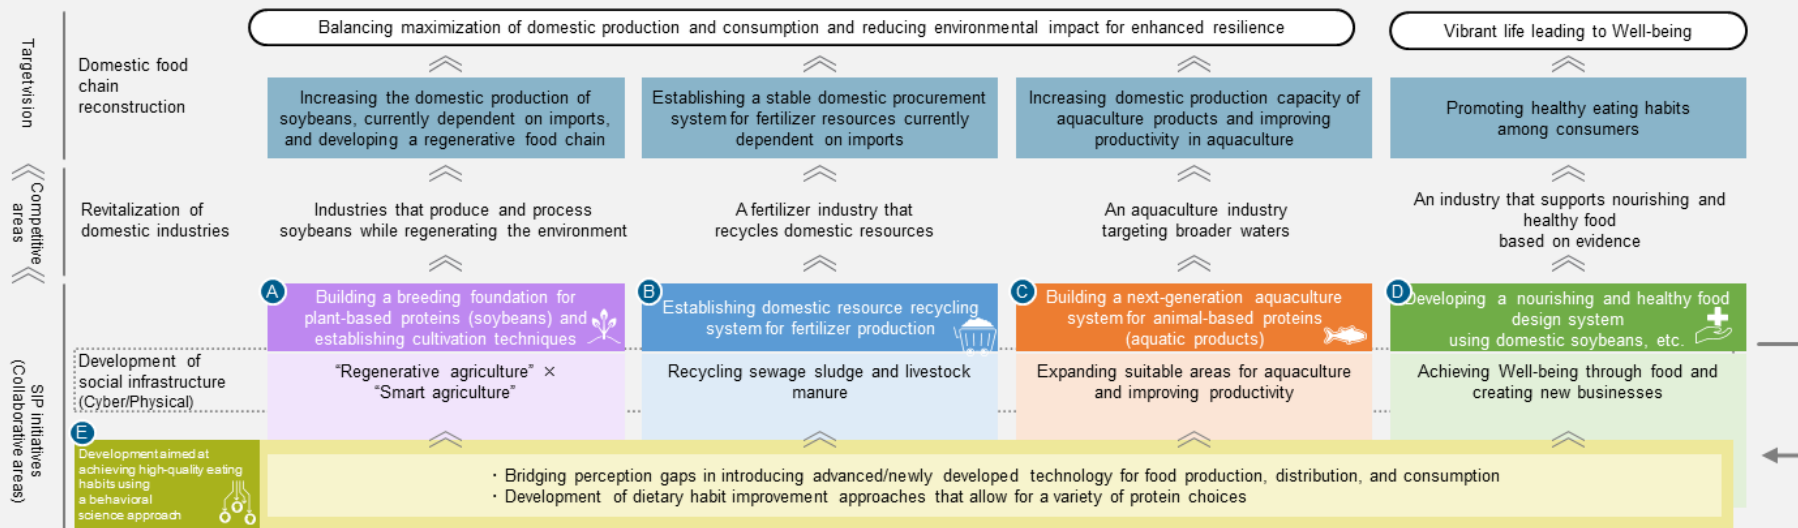 Targetvision
Domestic food
chain
reconstruction
Balancing maximization of domestic production and consumption and reducing environmental impact for enhanced resilience
Vibrant life leading to Well-being
Increasing the domestic production of
soybeans, currently dependent on imports,
and developing a regenerative food chain
Establishing a stable domestic procurement
system for fertilizer resources currently
dependent on imports
Increasing domestic production capacity of
aquaculture products and improving
productivity in aquaculture
Promoting healthy eating habits
among consumers
Competitive
areas
Revitalization of
domestic industries
Industries that produce and process
soybeans while regenerating the environment
A fertilizer industry that
recycles domestic resources
An aquaculture industry
targeting broader waters
An industry that supports nourishing and
healthy food
based on evidence
SIP initiatives
(Collaborative areas)
Development of
social infrastructure
(Cyber/Physical)
A
Building a breeding foundation for
plant-based proteins (soybeans) and
establishing cultivation techniques
“Regenerative agriculture” ×
“Smart agriculture”
B
Establishing domestic resource recycling
system for fertilizer production
Recycling sewage sludge and livestock
manure
C
Building a next-generation aquaculture
system for animal-based proteins
(aquatic products)
Expanding suitable areas for aquaculture
and improving productivity
D
Developing a nourishing and healthy food
design system
using domestic soybeans, etc.
Achieving Well-being through food and
creating new businesses
E
Development aimed at
achieving high-quality eating
habits using
a behavioral
science approach
・Bridging perception gaps in introducing advanced/newly developed technology for food production, distribution, and consumption
・Development of dietary habit improvement approaches that allow for a variety of protein choices